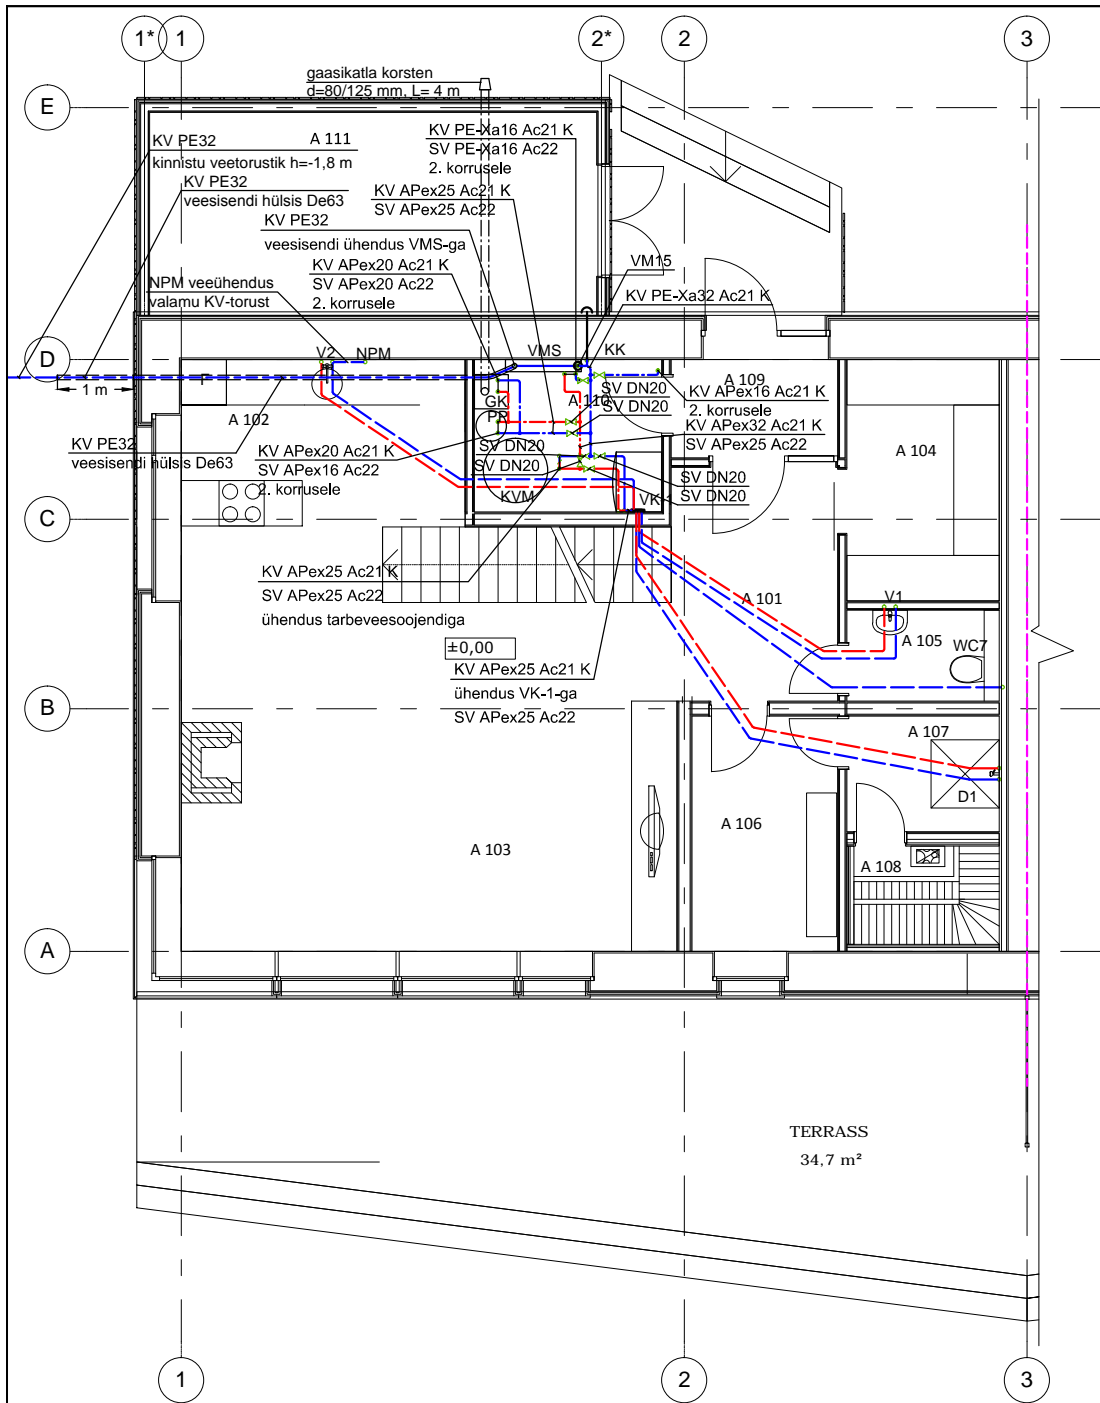 1*
1
2*
2
3
gaasikatla korsten
d=80/125 mm, L= 4 m
E
KV PE32
A 111
kinnistu veetorustik h=-1,8 m
KV PE-Xa16 Ac21 K
SV PE-Xa16 Ac22
2. korrusele
KV PE32
veesisendi hülsis De63
KV APex25 Ac21 K
SV APex25 Ac22
KV PE32
veesisendi ühendus VMS-ga
KV APex20 Ac21 K
SV APex20 Ac22
2. korrusele
VM15
NPM veeühendus
valamu KV-torust
KV PE-Xa32 Ac21 K
D
V2
NPM
VMS
KK
1 m
F
A 102
GK
PR
A 110
A 109
SV DN20
SV DN20
KV APex16 Ac21 K
2. korrusele
KV APex32 Ac21 K
SV APex25 Ac22
KV PE32
veesisendi hülsis De63
KV APex20 Ac21 K
SV APex16 Ac22
2. korrusele
SV DN20
SV DN20
A 104
SV DN20
SV DN20
KVM
VK-1
C
KV APex25 Ac21 K
SV APex25 Ac22
ühendus tarbeveesoojendiga
A 101
V1
A 105
WC7
±0,00
KV APex25 Ac21 K
ühendus VK-1-ga
SV APex25 Ac22
B
A 107
D1
A 106
A 103
A 108
A
TERRASS
34,7 m²
1
2
3